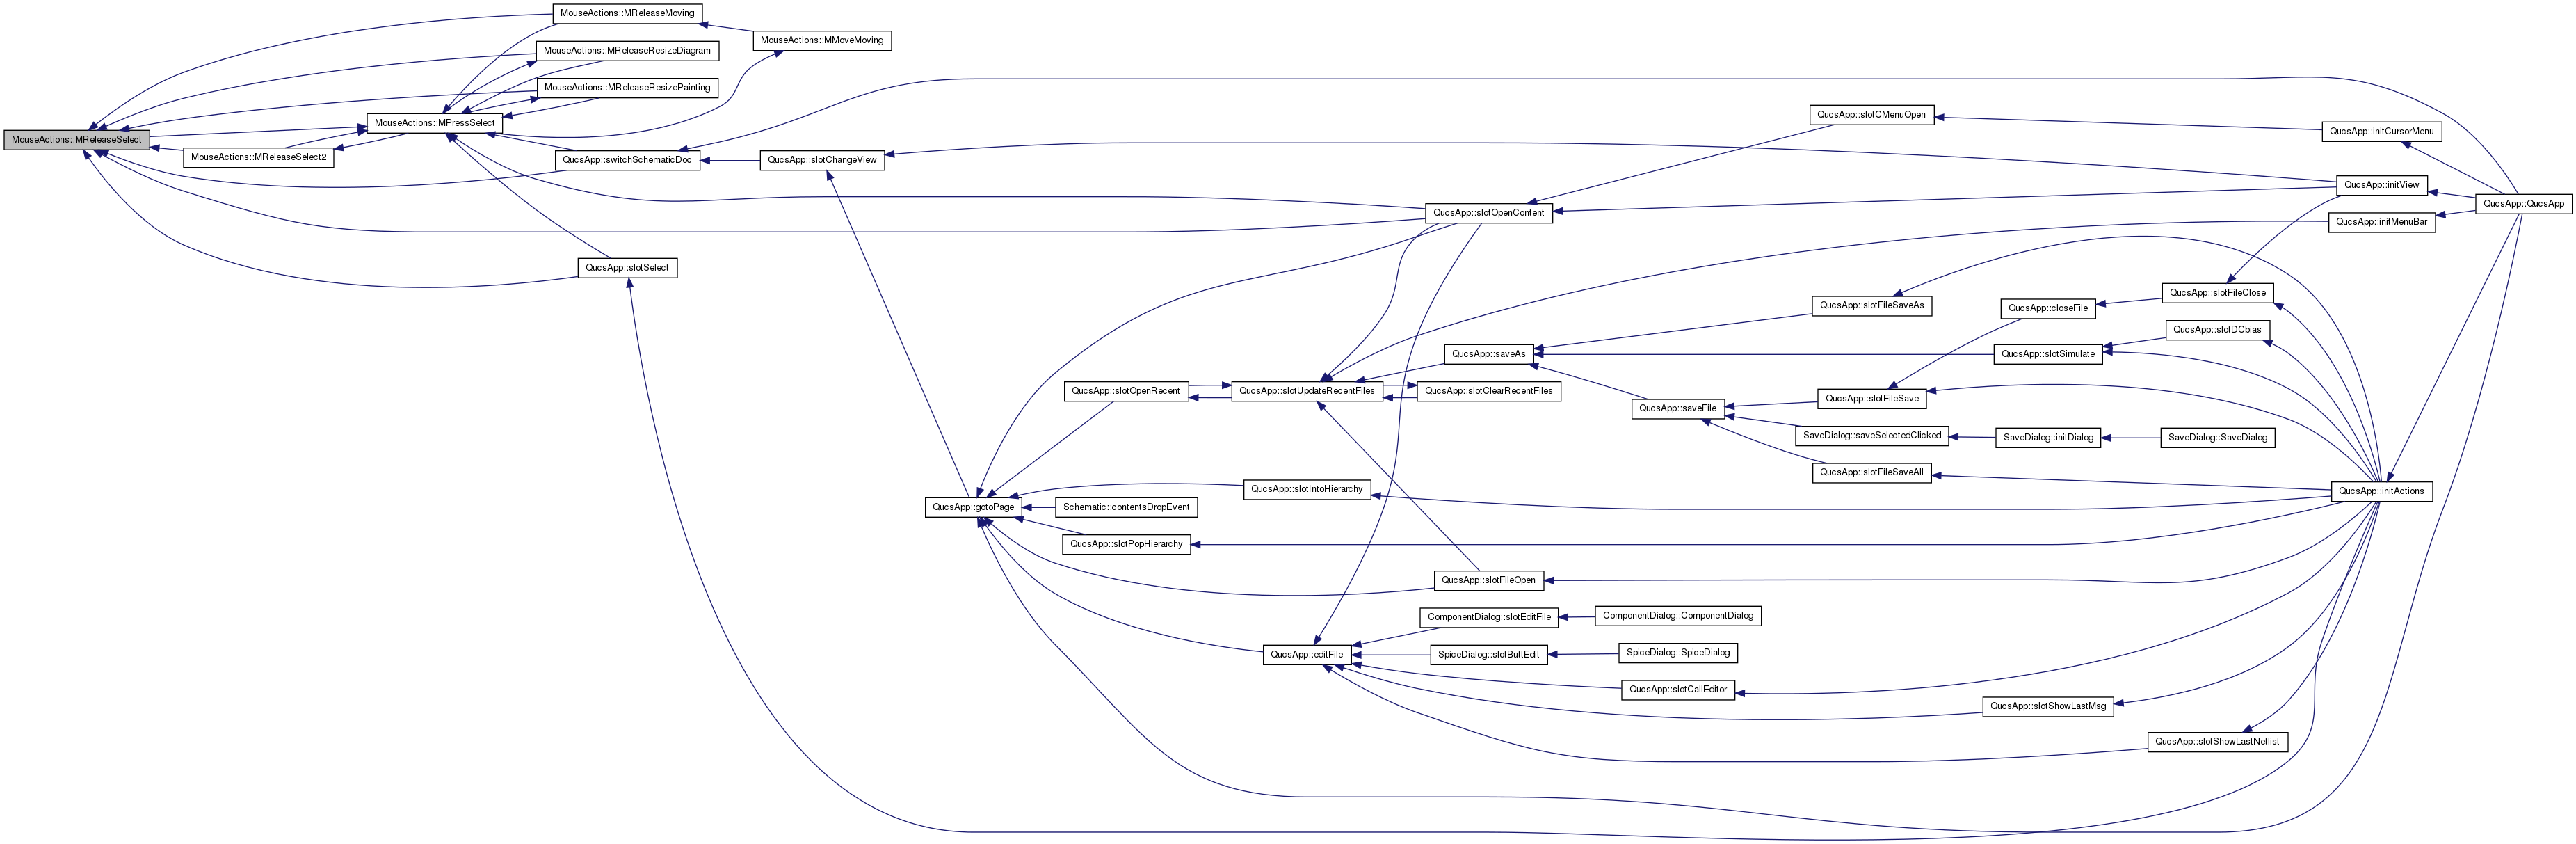 MouseActions::MReleaseMoving
MouseActions::MMoveMoving
MouseActions::MReleaseResizeDiagram
MouseActions::MReleaseResizePainting
MouseActions::MPressSelect
MouseActions::MReleaseSelect
MouseActions::MReleaseSelect2
QucsApp::switchSchematicDoc
QucsApp::slotChangeView
QucsApp::slotSelect
QucsApp::slotCMenuOpen
QucsApp::initCursorMenu
QucsApp::initView
QucsApp::QucsApp
QucsApp::slotOpenContent
QucsApp::initMenuBar
QucsApp::slotFileSaveAs
QucsApp::closeFile
QucsApp::slotFileClose
QucsApp::slotDCbias
QucsApp::saveAs
QucsApp::slotSimulate
QucsApp::slotOpenRecent
QucsApp::slotUpdateRecentFiles
QucsApp::slotClearRecentFiles
QucsApp::saveFile
QucsApp::slotFileSave
SaveDialog::saveSelectedClicked
SaveDialog::initDialog
SaveDialog::SaveDialog
QucsApp::slotFileSaveAll
QucsApp::initActions
QucsApp::slotIntoHierarchy
QucsApp::gotoPage
Schematic::contentsDropEvent
QucsApp::slotPopHierarchy
QucsApp::slotFileOpen
ComponentDialog::slotEditFile
ComponentDialog::ComponentDialog
QucsApp::editFile
SpiceDialog::slotButtEdit
SpiceDialog::SpiceDialog
QucsApp::slotCallEditor
QucsApp::slotShowLastMsg
QucsApp::slotShowLastNetlist